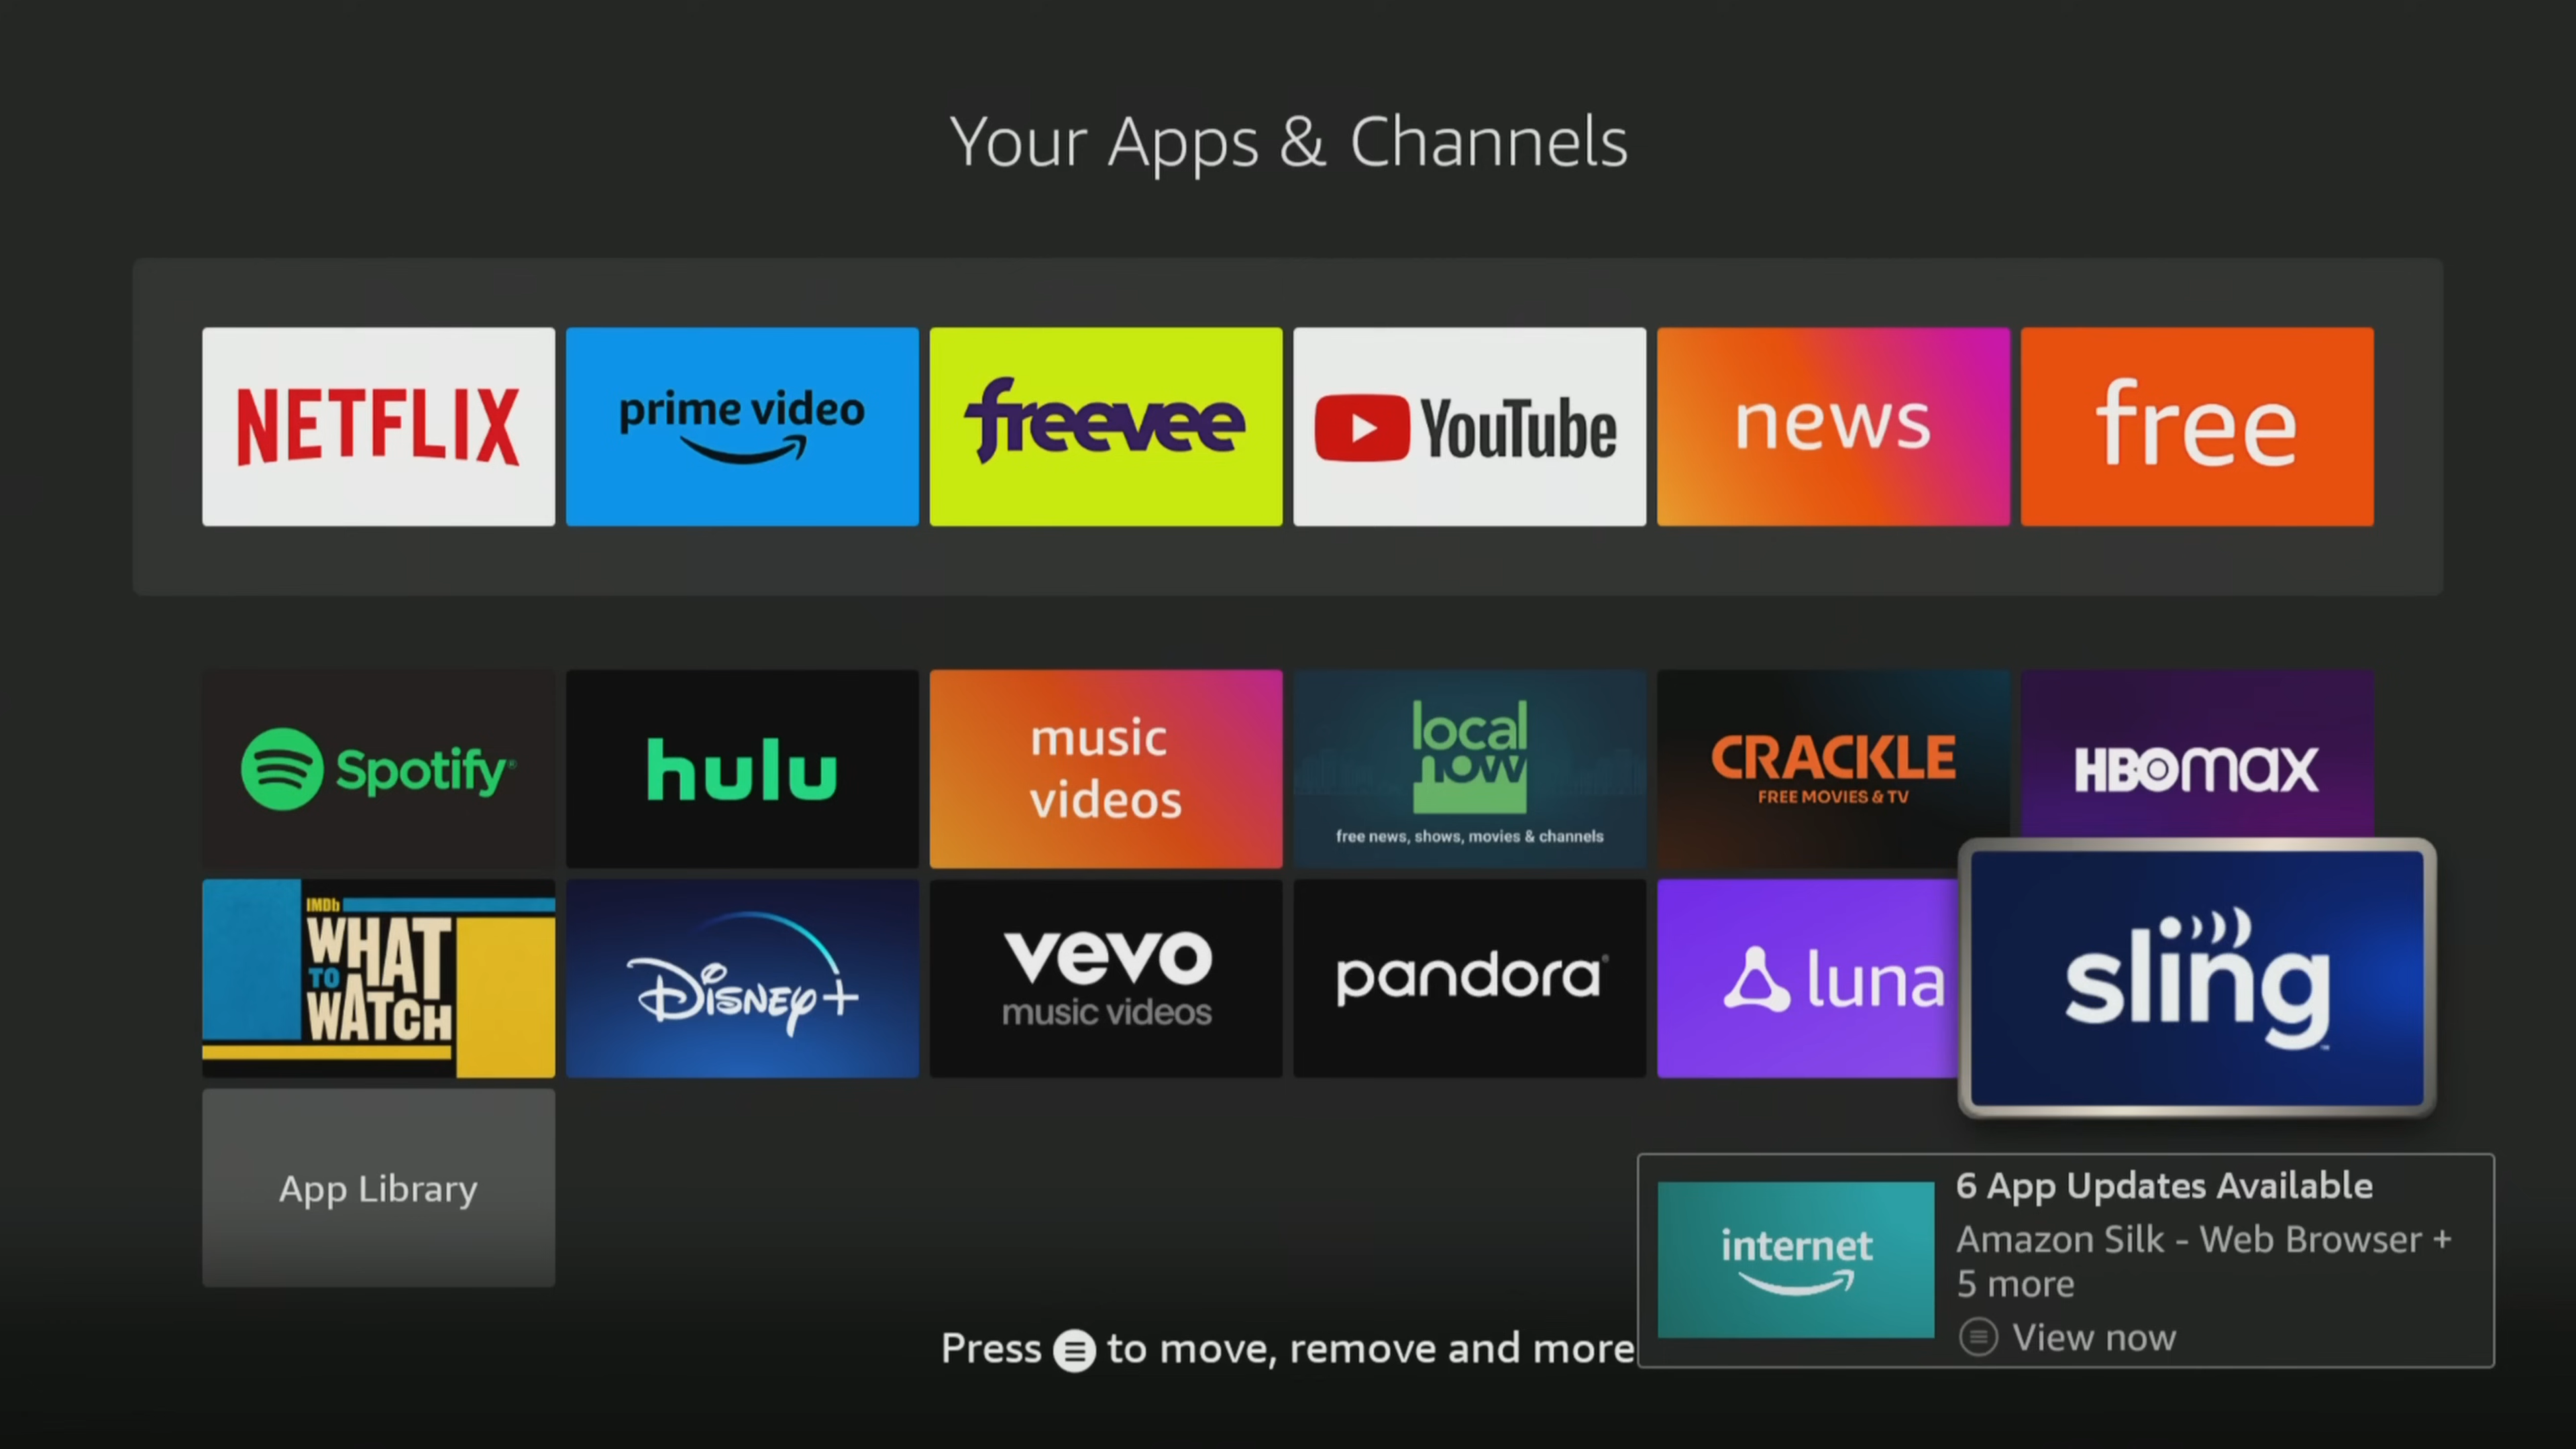 Your Apps & Channels
NETFLIX
prime video
freevee
YouTube
news
free
Spotify
hulu
music
videos
local
now
free news, shows, movies & channels
CRACKLE
FREE MOVIES & TV
HBOmax
IMDb
WHAT
TO
WATCH
Disney+
vevo
music videos
pandora
luna
sling
App Library
internet
6 App Updates Available
Amazon Silk - Web Browser +
5 more
View now
Press to move, remove and more